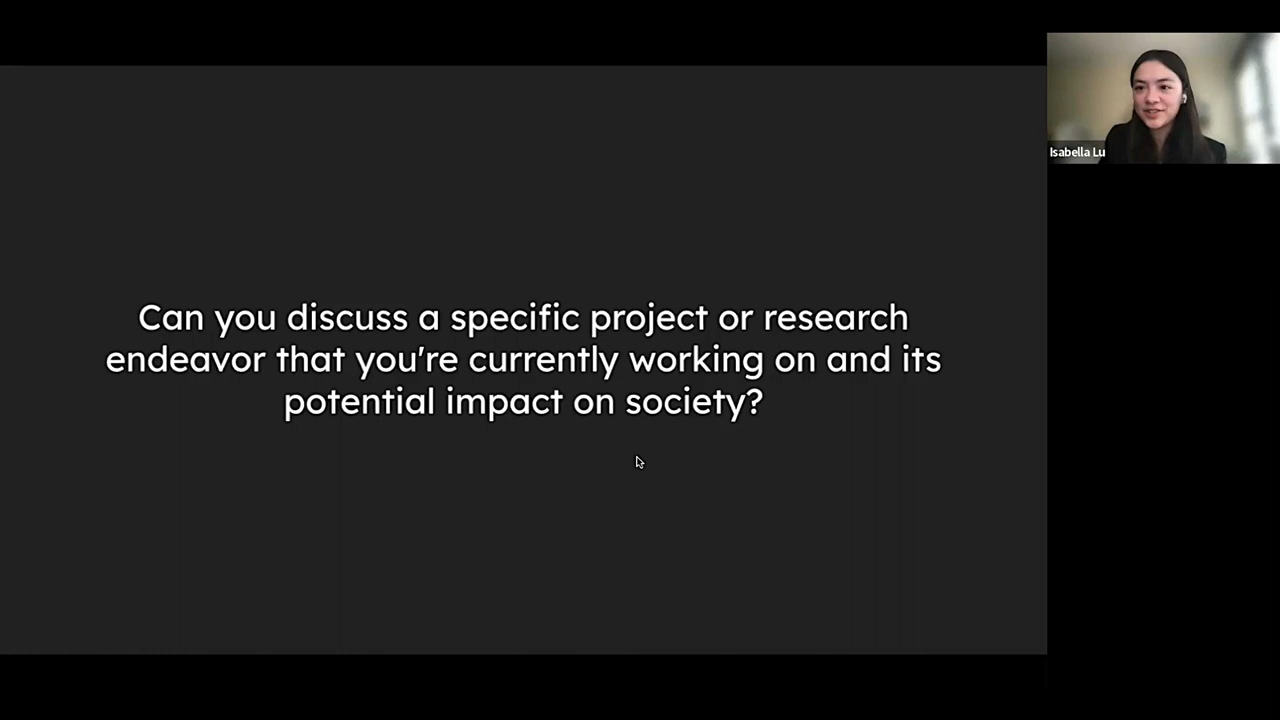 Can you discuss a specific project or research
endeavor that you're currently working on and its
potential impact on society?
Isabella Lu